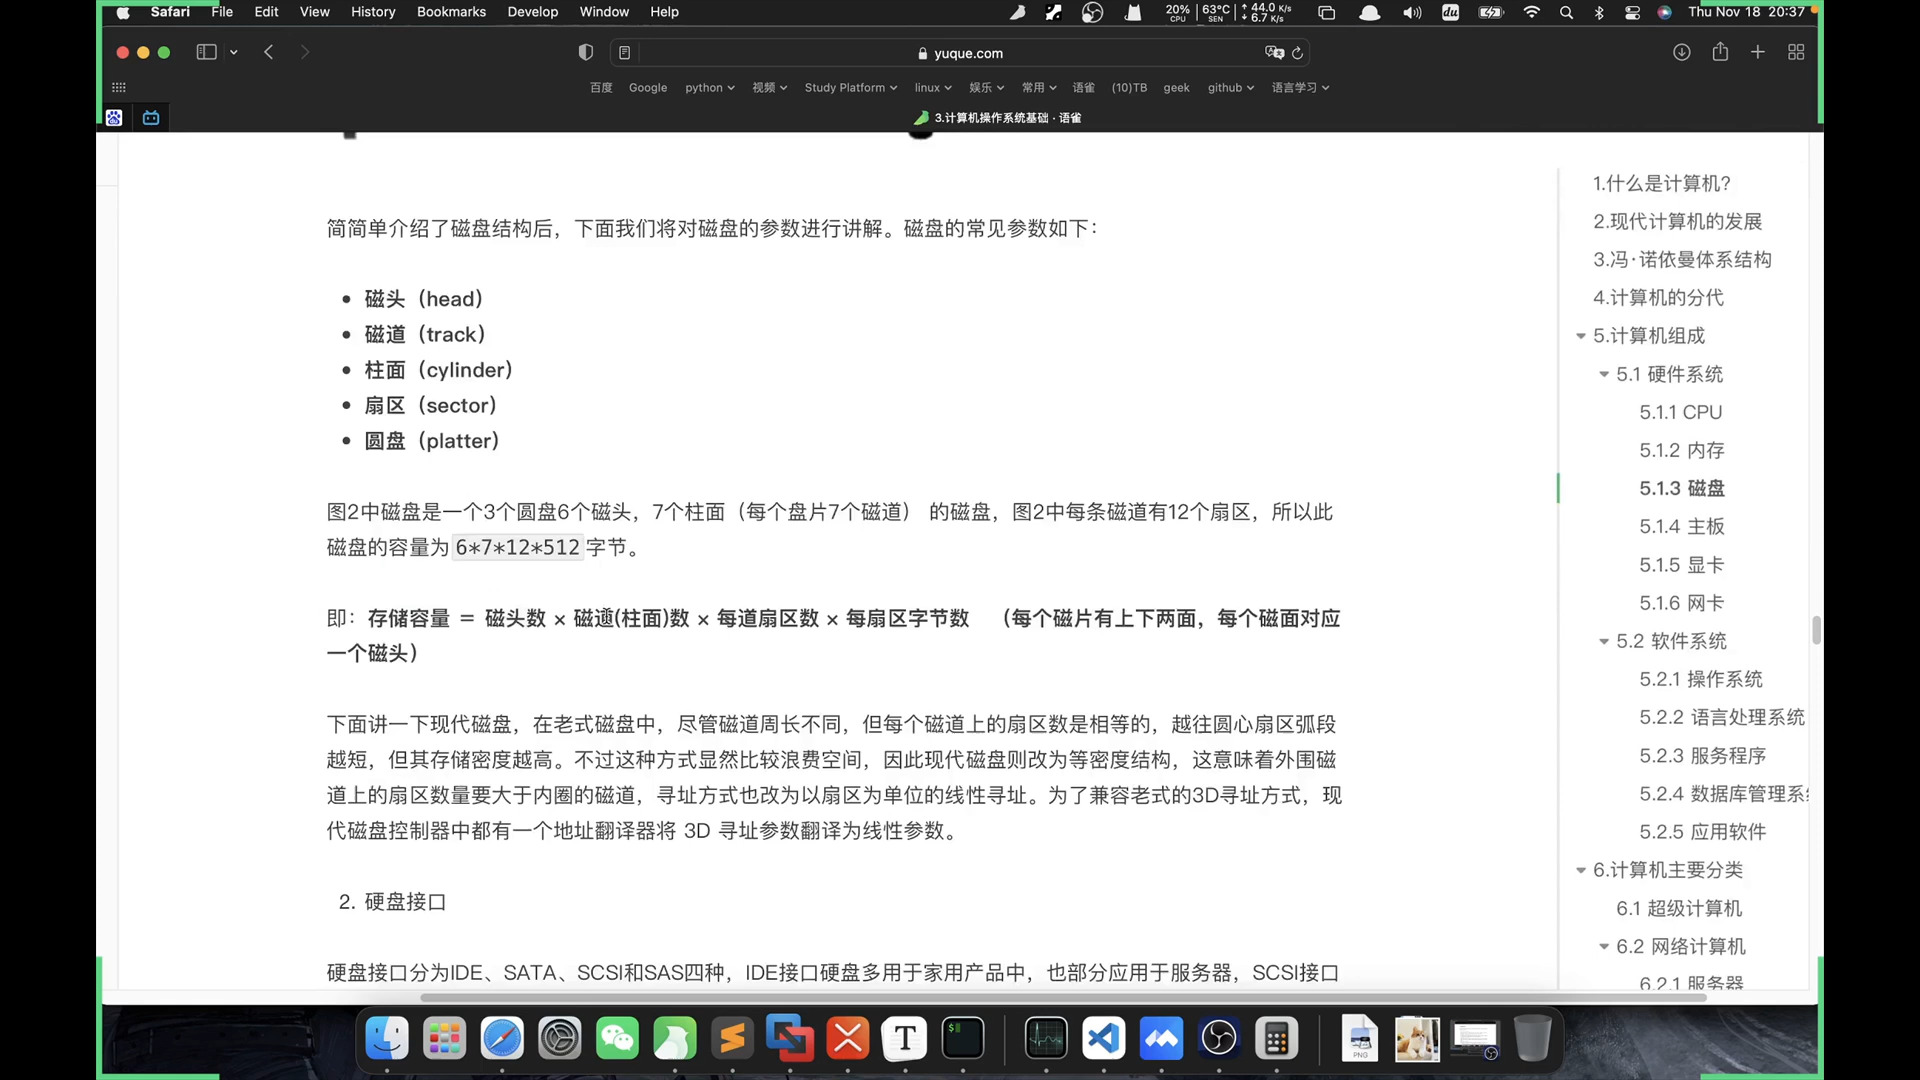 Safari File Edit View History Bookmarks Develop Window Help 20% CPU 63°C SEN 44.0 K/s 6.7 K/s du Thu Nov 18 20:37
yuque.com
百度 Google python 视频 Study Platform linux 娱乐 常用 语雀 (10)TB geek github 语言学习
3.计算机操作系统基础 · 语雀
简简单介绍了磁盘结构后，下面我们将对磁盘的参数进行讲解。磁盘的常见参数如下：
磁头（head）
磁道（track）
柱面（cylinder）
扇区（sector）
圆盘（platter）
图2中磁盘是一个3个圆盘6个磁头，7个柱面（每个盘片7个磁道） 的磁盘，图2中每条磁道有12个扇区，所以此
磁盘的容量为 6*7*12*512 字节。
即：存储容量 ＝ 磁头数 × 磁道(柱面)数 × 每道扇区数 × 每扇区字节数 （每个磁片有上下两面，每个磁面对应
一个磁头）
下面讲一下现代磁盘，在老式磁盘中，尽管磁道周长不同，但每个磁道上的扇区数是相等的，越往圆心扇区弧段
越短，但其存储密度越高。不过这种方式显然比较浪费空间，因此现代磁盘则改为等密度结构，这意味着外围磁
道上的扇区数量要大于内圈的磁道，寻址方式也改为以扇区为单位的线性寻址。为了兼容老式的3D寻址方式，现
代磁盘控制器中都有一个地址翻译器将 3D 寻址参数翻译为线性参数。
2. 硬盘接口
硬盘接口分为IDE、SATA、SCSI和SAS四种，IDE接口硬盘多用于家用产品中，也部分应用于服务器，SCSI接口
1.什么是计算机?
2.现代计算机的发展
3.冯·诺依曼体系结构
4.计算机的分代
5.计算机组成
5.1 硬件系统
5.1.1 CPU
5.1.2 内存
5.1.3 磁盘
5.1.4 主板
5.1.5 显卡
5.1.6 网卡
5.2 软件系统
5.2.1 操作系统
5.2.2 语言处理系统
5.2.3 服务程序
5.2.4 数据库管理系
5.2.5 应用软件
6.计算机主要分类
6.1 超级计算机
6.2 网络计算机
6.2.1 服务器
T $ PNG